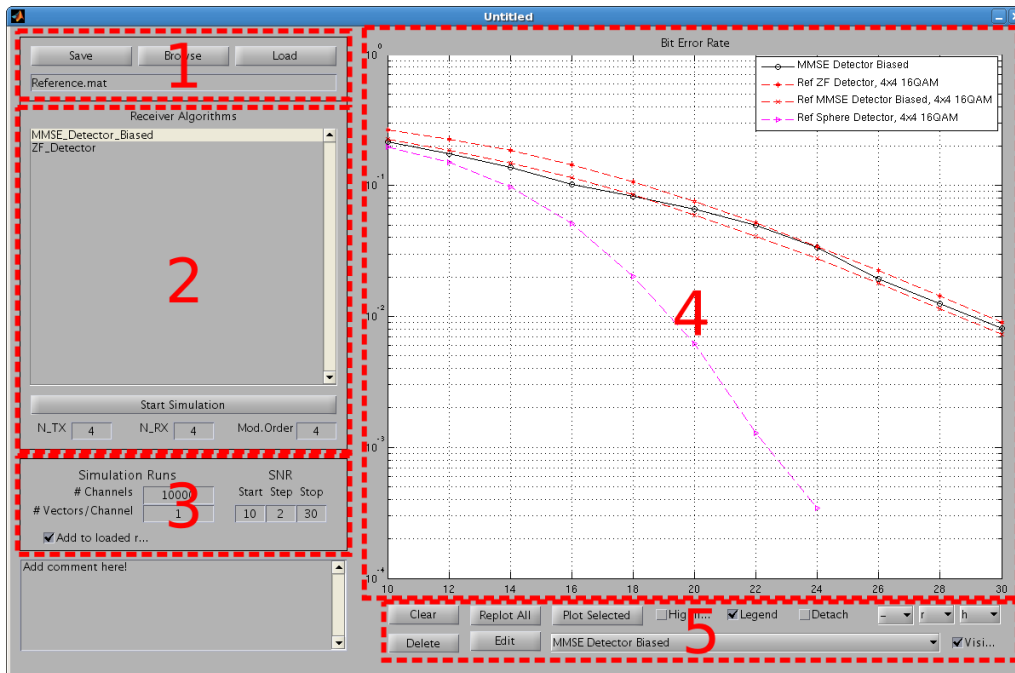 Untitled
1
Save Browse Load
Reference.mat
2
Receiver Algorithms
MMSE_Detector_Biased
ZF_Detector
Start Simulation
N_TX 4 N_RX 4 Mod.Order 4
3
Simulation Runs SNR
# Channels 10000 Start Step Stop
# Vectors/Channel 1 10 2 30
Add to loaded r...
Add comment here!
4
Bit Error Rate
MMSE Detector Biased
Ref ZF Detector, 4x4 16QAM
Ref MMSE Detector Biased, 4x4 16QAM
Ref Sphere Detector, 4x4 16QAM
10^0
10^-1
10^-2
10^-3
10^-4
10 12 14 16 18 20 22 24 26 28 30
5
Clear Replot All Plot Selected Legend Detach – r h
Delete Edit MMSE Detector Biased Visi...